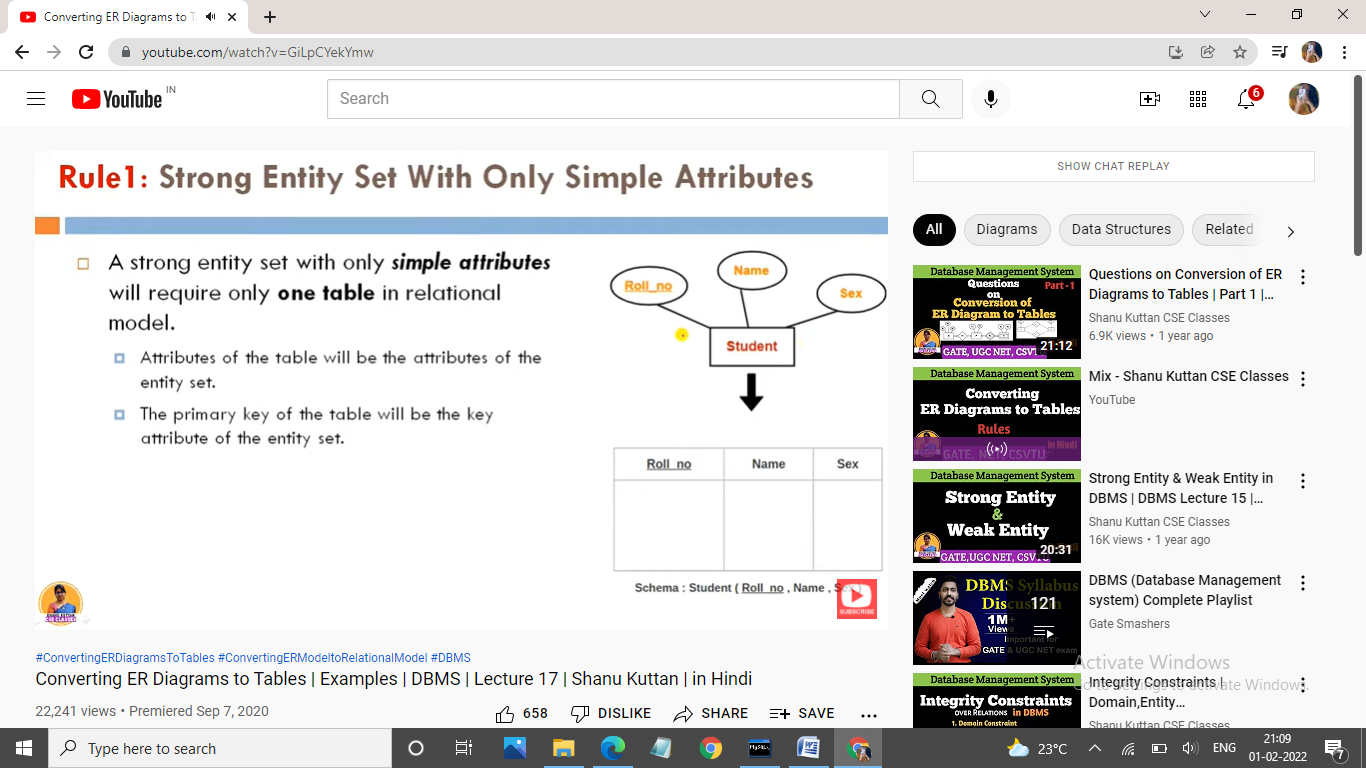 Converting ER Diagrams to T
youtube.com/watch?v=GiLpCYekYmw
YouTube IN
Search
6
Rule1: Strong Entity Set With Only Simple Attributes
A strong entity set with only simple attributes
will require only one table in relational
model.
Attributes of the table will be the attributes of the
entity set.
The primary key of the table will be the key
attribute of the entity set.
Roll_no
Name
Sex
Student
Roll_no Name Sex
Schema : Student ( Roll_no , Name , Sex )
SUBSCRIBE
#ConvertingERDiagramsToTables #ConvertingERModeltoRelationalModel #DBMS
Converting ER Diagrams to Tables | Examples | DBMS | Lecture 17 | Shanu Kuttan | in Hindi
22,241 views • Premiered Sep 7, 2020
658 DISLIKE SHARE SAVE
SHOW CHAT REPLAY
All Diagrams Data Structures Related
Database Management System
Questions
Part - 1
on
Conversion of
ER Diagram to Tables
GATE, UGC NET, CSVT
21:12
Questions on Conversion of ER
Diagrams to Tables | Part 1 |...
Shanu Kuttan CSE Classes
6.9K views • 1 year ago
Database Management System
Converting
ER Diagrams to Tables
Rules
in Hindi
GATE, NET, CSVTU
Mix - Shanu Kuttan CSE Classes
YouTube
Database Management System
Strong Entity
&
Weak Entity
GATE,UGC NET, CSVTU
20:31
Strong Entity & Weak Entity in
DBMS | DBMS Lecture 15 |...
Shanu Kuttan CSE Classes
16K views • 1 year ago
DBMS Syllabus
Discussion
121
1M+
Views
Important for
GATE & UGC NET exam
DBMS (Database Management
system) Complete Playlist
Gate Smashers
Database Management System
Integrity Constraints
OVER RELATIONS in DBMS
1. Domain Constraint
Integrity Constraints |
Domain,Entity...
Shanu Kuttan CSE Classes
Activate Windows
Go to Settings to activate Windows.
Type here to search
MySQL
23°C
ENG
21:09
01-02-2022
7